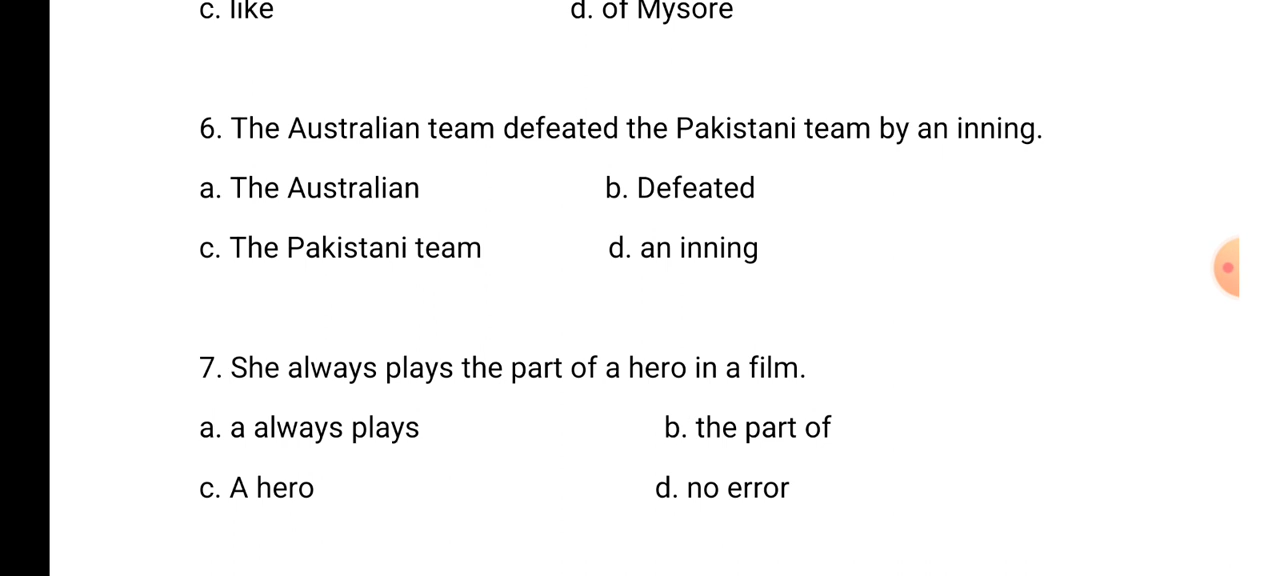 c. like d. of Mysore
6. The Australian team defeated the Pakistani team by an inning.
a. The Australian b. Defeated
c. The Pakistani team d. an inning
7. She always plays the part of a hero in a film.
a. a always plays b. the part of
c. A hero d. no error